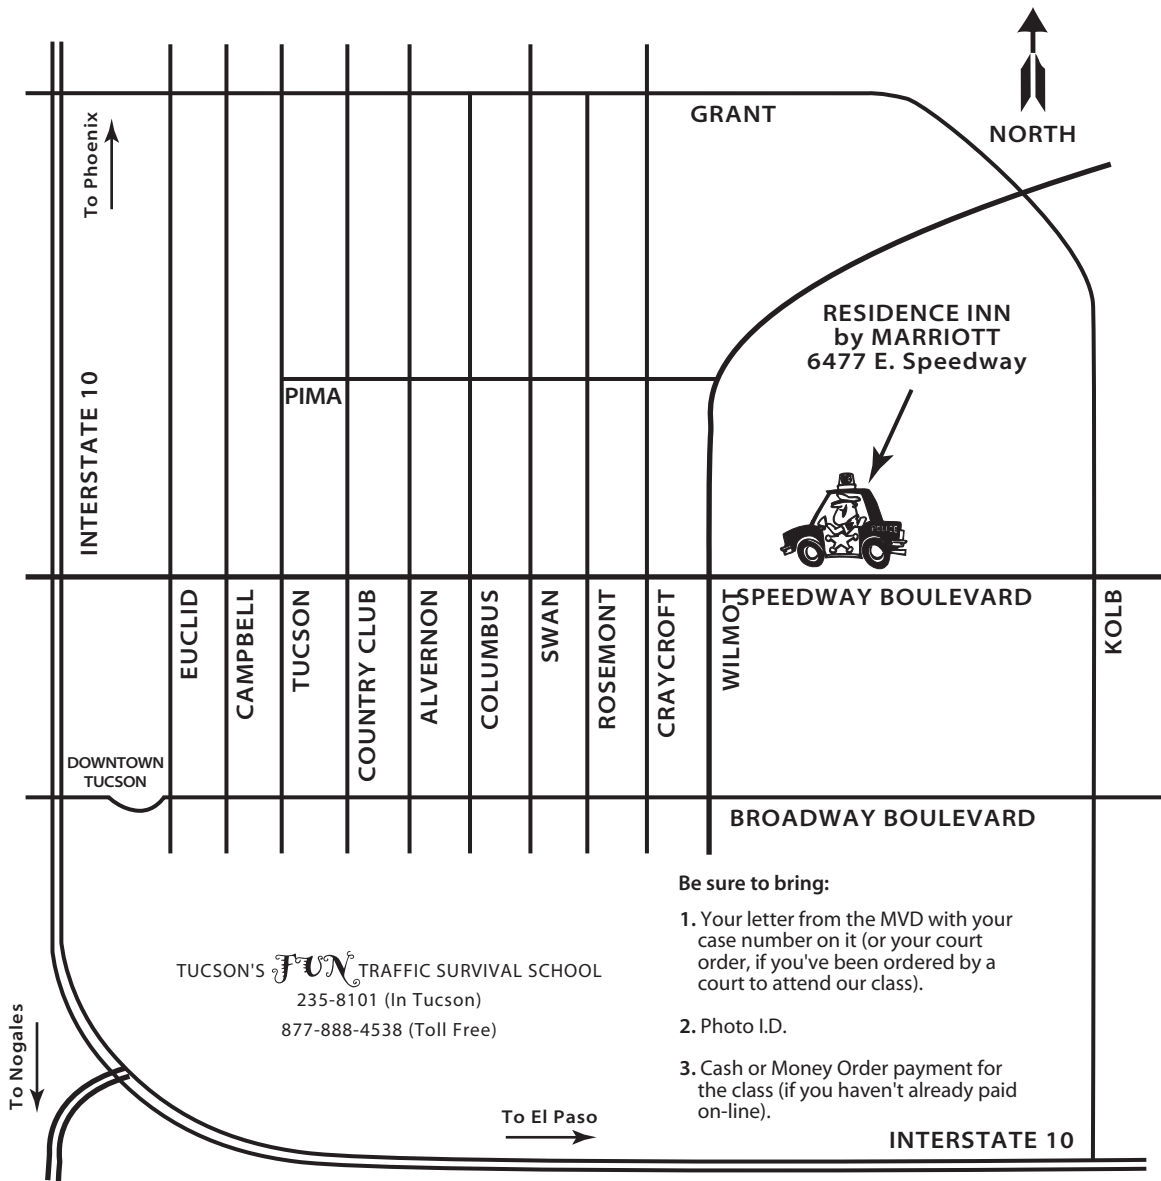 GRANT
NORTH
To Phoenix
RESIDENCE INN
by MARRIOTT
6477 E. Speedway
INTERSTATE 10
PIMA
POLICE
SPEEDWAY BOULEVARD
EUCLID
CAMPBELL
TUCSON
COUNTRY CLUB
ALVERNON
COLUMBUS
SWAN
ROSEMONT
CRAYCROFT
WILMOT
KOLB
DOWNTOWN
TUCSON
BROADWAY BOULEVARD
Be sure to bring:
1. Your letter from the MVD with your
case number on it (or your court
order, if you've been ordered by a
court to attend our class).
2. Photo I.D.
3. Cash or Money Order payment for
the class (if you haven't already paid
on-line).
TUCSON'S FUN TRAFFIC SURVIVAL SCHOOL
235-8101 (In Tucson)
877-888-4538 (Toll Free)
To Nogales
To El Paso
INTERSTATE 10